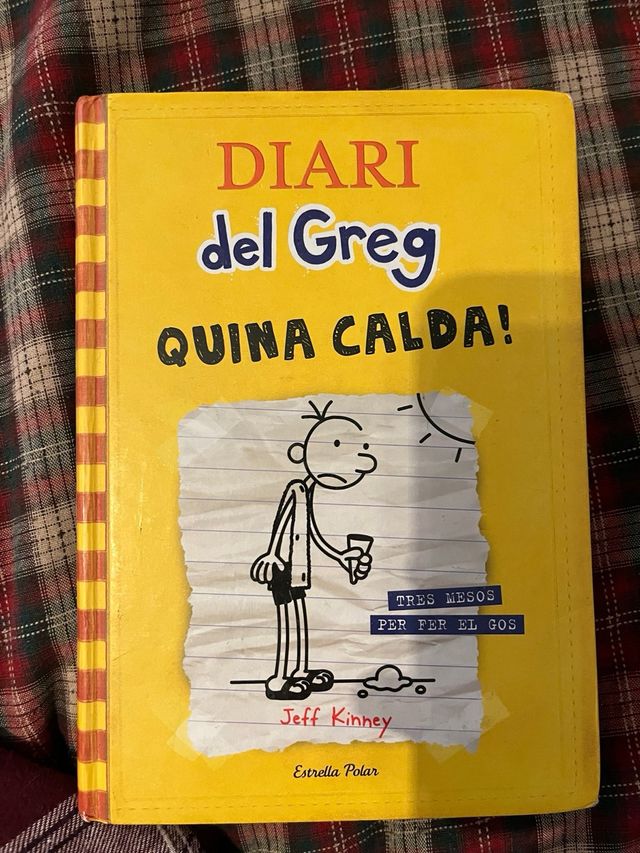 DIARI
del Greg
QUINA CALDA!
TRES MESOS
PER FER EL GOS
Jeff Kinney
Estrella Polar